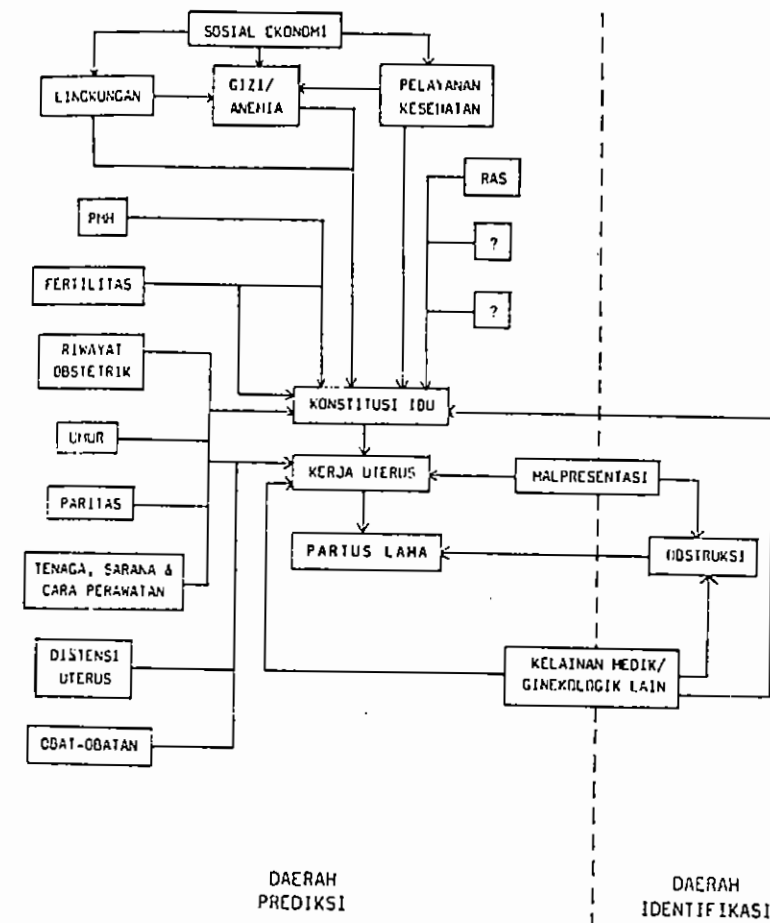 SOSIAL EKONOMI
LINGKUNGAN
GIZI/
ANEMIA
PELAYANAN
KESEHATAN
RAS
PMH
?
FERTILITAS
?
RIWAYAT
OBSTETRIK
KONSTITUSI IBU
UMUR
KERJA UTERUS
MALPRESENTASI
PARITAS
PARTUS LAMA
OBSTRUKSI
TENAGA, SARANA &
CARA PERAWATAN
DISTENSI
UTERUS
KELAINAN MEDIK/
GINEKOLOGIK LAIN
OBAT-OBATAN
DAERAH
PREDIKSI
DAERAH
IDENTIFIKASI